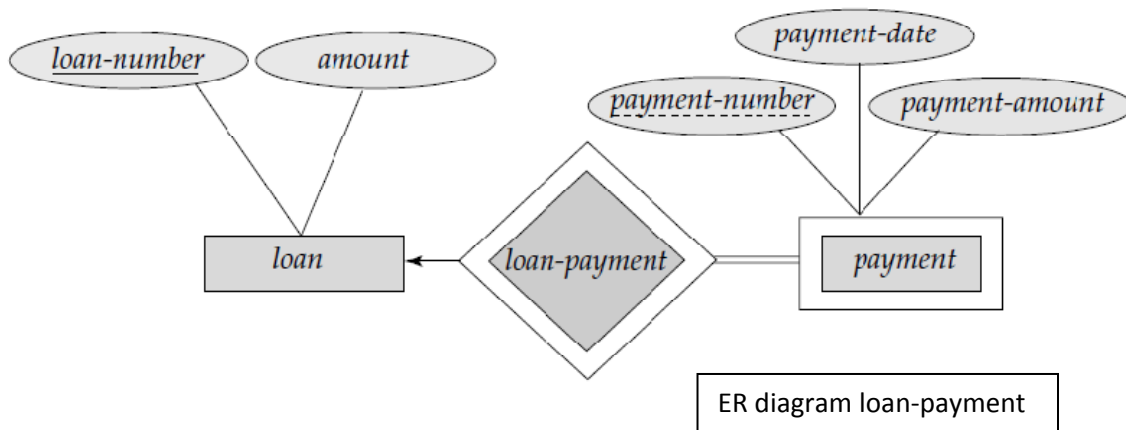 payment-date
loan-number
amount
payment-number
payment-amount
loan
loan-payment
payment
ER diagram loan-payment